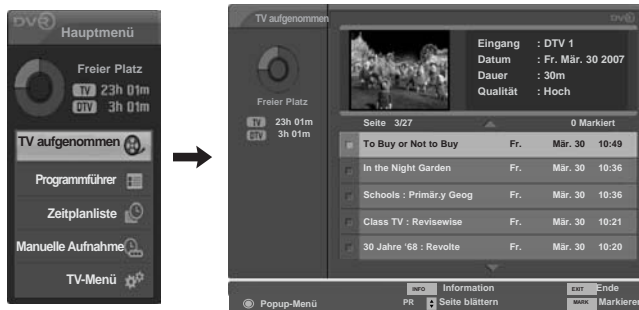 DVR
Hauptmenü
Freier Platz
TV 23h 01m
DTV 3h 01m
TV aufgenommen
Programmführer
Zeitplanliste
Manuelle Aufnahme
TV-Menü
TV aufgenommen
DVR
Freier Platz
TV 23h 01m
DTV 3h 01m
Eingang : DTV 1
Datum : Fr. Mär. 30 2007
Dauer : 30m
Qualität : Hoch
Seite 3/27 0 Markiert
To Buy or Not to Buy Fr. Mär. 30 10:49
In the Night Garden Fr. Mär. 30 10:36
Schools : Primär.y Geog Fr. Mär. 30 10:36
Class TV : Revisewise Fr. Mär. 30 10:21
30 Jahre '68 : Revolte Fr. Mär. 30 10:20
INFO Information EXIT Ende
Popup-Menü PR Seite blättern MARK Markieren